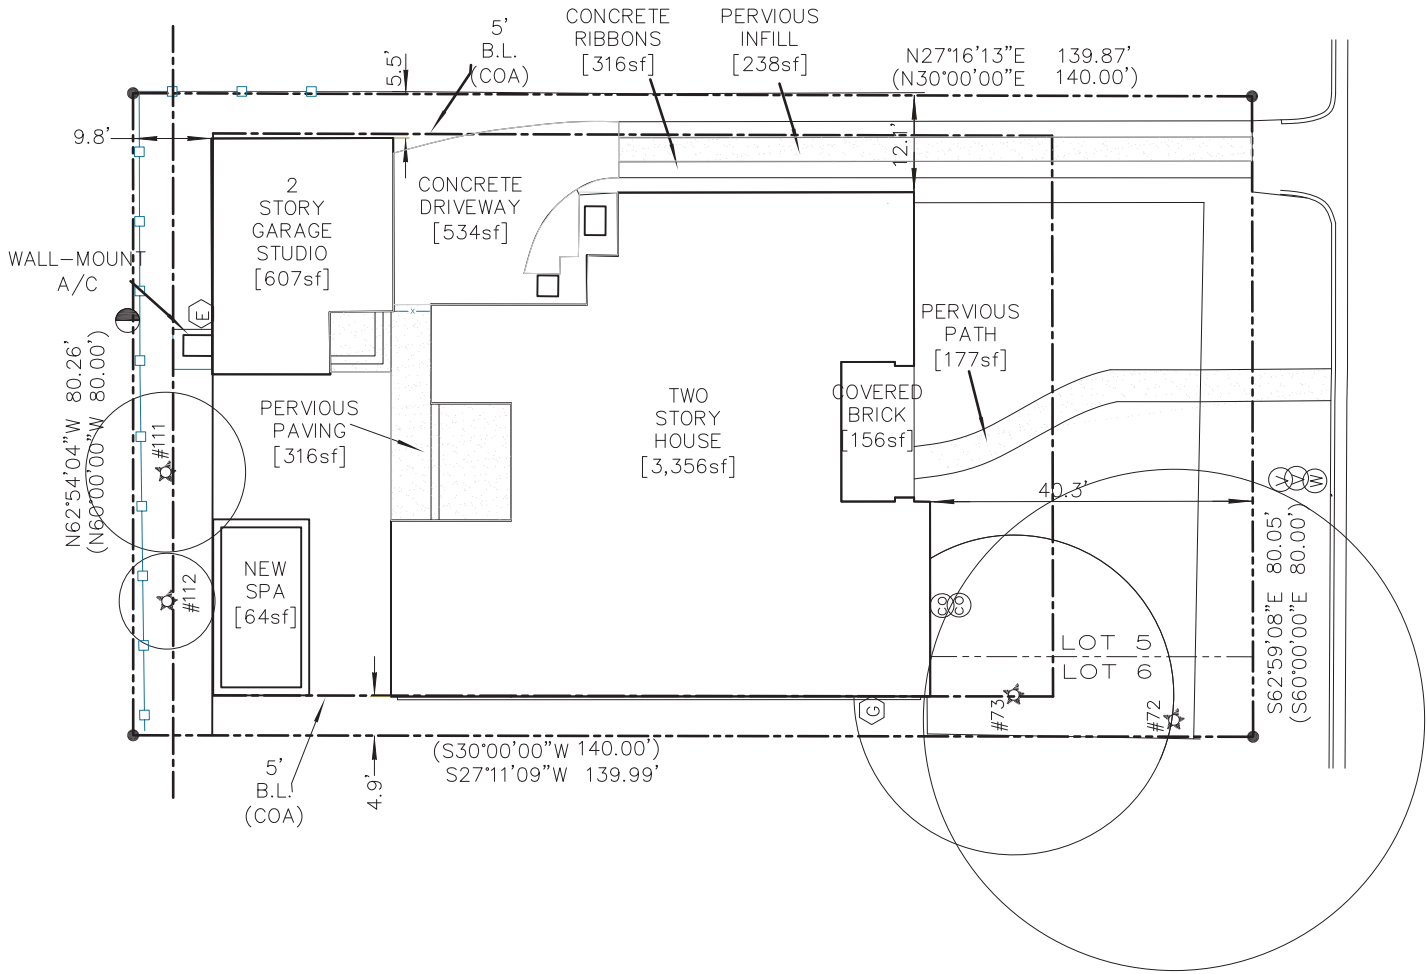 5'
B.L.
(COA)
CONCRETE
RIBBONS
[316sf]
PERVIOUS
INFILL
[238sf]
N27°16'13"E 139.87'
(N30°00'00"E 140.00')
5.5'
9.8'
12.1'
2
STORY
GARAGE
STUDIO
[607sf]
CONCRETE
DRIVEWAY
[534sf]
WALL-MOUNT
A/C
E
x
PERVIOUS
PATH
[177sf]
N62°54'04"W 80.26'
(N60°00'00"W 80.00')
#111
PERVIOUS
PAVING
[316sf]
TWO
STORY
HOUSE
[3,356sf]
COVERED
BRICK
[156sf]
40.3'
V
V
W
S62°59'08"E 80.05'
(S60°00'00"E 80.00')
NEW
SPA
[64sf]
#112
CO
CO
LOT 5
LOT 6
G
#73
#72
(S30°00'00"W 140.00')
S27°11'09"W 139.99'
5'
B.L.
(COA)
4.9'